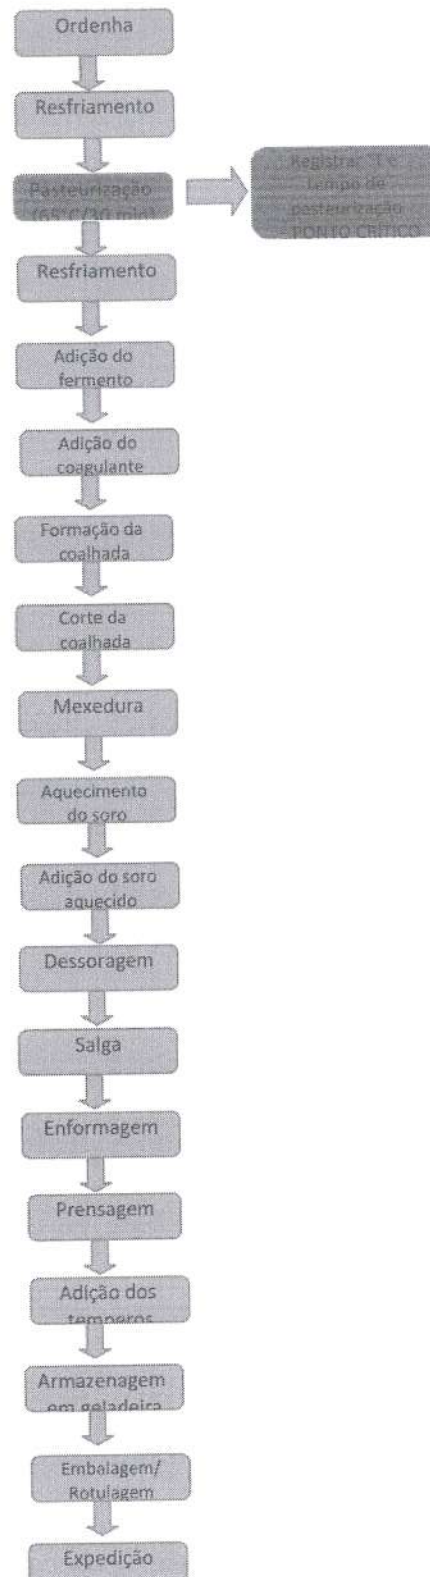 Ordenha
Resfriamento
Pasteurização
(65°C/30 min)
Registrar °T e
Tempo de
pasteurização
- PONTO CRÍTICO
Resfriamento
Adição do
fermento
Adição do
coagulante
Formação da
coalhada
Corte da
coalhada
Mexedura
Aquecimento
do soro
Adição do soro
aquecido
Dessoragem
Salga
Enformagem
Prensagem
Adição dos
temperos
Armazenagem
em geladeira
Embalagem/
Rotulagem
Expedição